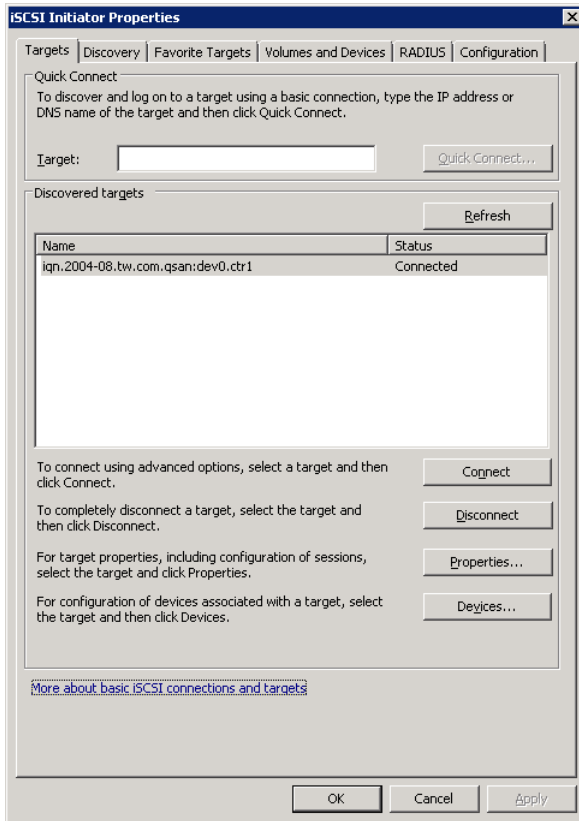 iSCSI Initiator Properties
Targets Discovery Favorite Targets Volumes and Devices RADIUS Configuration
Quick Connect
To discover and log on to a target using a basic connection, type the IP address or
DNS name of the target and then click Quick Connect.
Target:
Quick Connect...
Discovered targets
Refresh
Name Status
iqn.2004-08.tw.com.qsan:dev0.ctr1 Connected
To connect using advanced options, select a target and then
click Connect.
Connect
To completely disconnect a target, select the target and
then click Disconnect.
Disconnect
For target properties, including configuration of sessions,
select the target and click Properties.
Properties...
For configuration of devices associated with a target, select
the target and then click Devices.
Devices...
More about basic iSCSI connections and targets
OK Cancel Apply